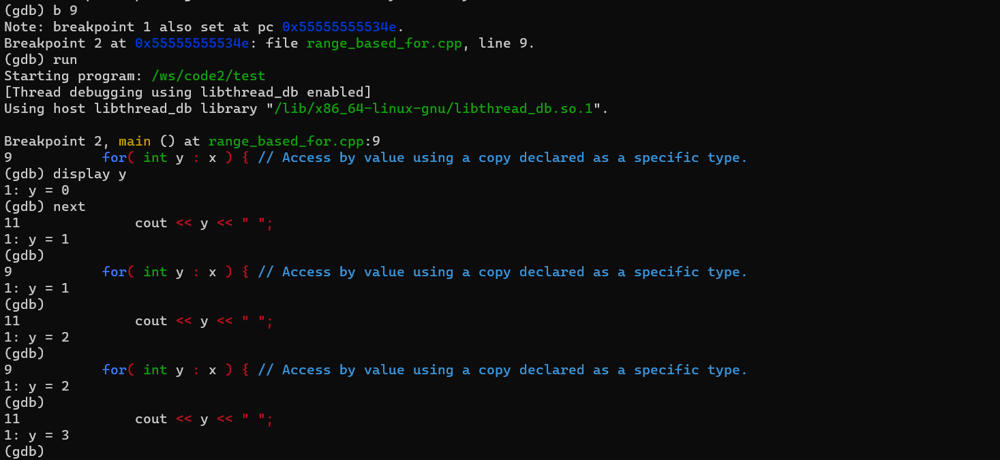 (gdb) b 9
Note: breakpoint 1 also set at pc 0x55555555534e.
Breakpoint 2 at 0x55555555534e: file range_based_for.cpp, line 9.
(gdb) run
Starting program: /ws/code2/test
[Thread debugging using libthread_db enabled]
Using host libthread_db library "/lib/x86_64-linux-gnu/libthread_db.so.1".

Breakpoint 2, main () at range_based_for.cpp:9
9           for( int y : x ) { // Access by value using a copy declared as a specific type.
(gdb) display y
1: y = 0
(gdb) next
11              cout << y << " ";
1: y = 1
(gdb)
9           for( int y : x ) { // Access by value using a copy declared as a specific type.
1: y = 1
(gdb)
11              cout << y << " ";
1: y = 2
(gdb)
9           for( int y : x ) { // Access by value using a copy declared as a specific type.
1: y = 2
(gdb)
11              cout << y << " ";
1: y = 3
(gdb)